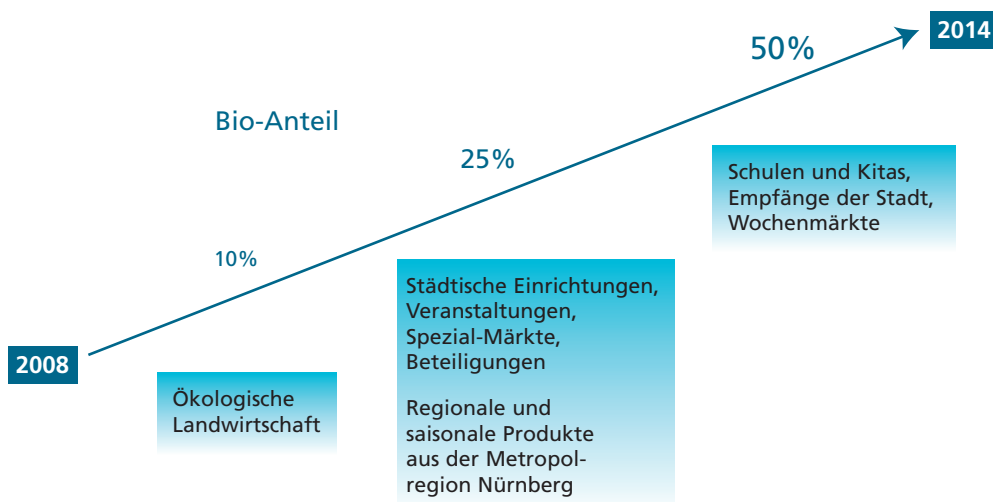 2014
50%
Bio-Anteil
25%
Schulen und Kitas,
Empfänge der Stadt,
Wochenmärkte
10%
Städtische Einrichtungen,
Veranstaltungen,
Spezial-Märkte,
Beteiligungen
2008
Ökologische
Landwirtschaft
Regionale und
saisonale Produkte
aus der Metropol-
region Nürnberg